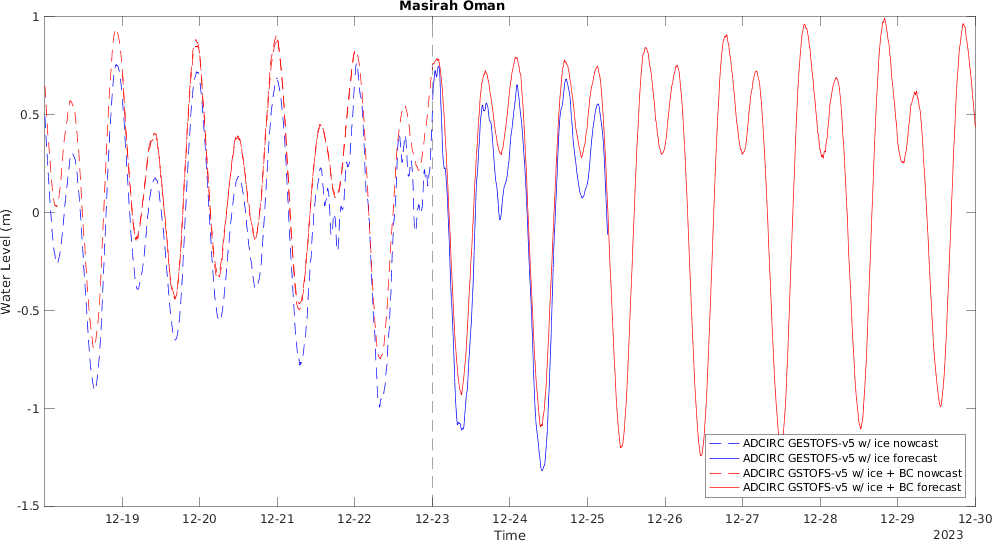 Masirah Oman
Water Level (m)
1
0.5
0
-0.5
-1
-1.5
12-19 12-20 12-21 12-22 12-23 12-24 12-25 12-26 12-27 12-28 12-29 12-30
Time
2023
ADCIRC GESTOFS-v5 w/ ice nowcast
ADCIRC GESTOFS-v5 w/ ice forecast
ADCIRC GSTOFS-v5 w/ ice + BC nowcast
ADCIRC GSTOFS-v5 w/ ice + BC forecast